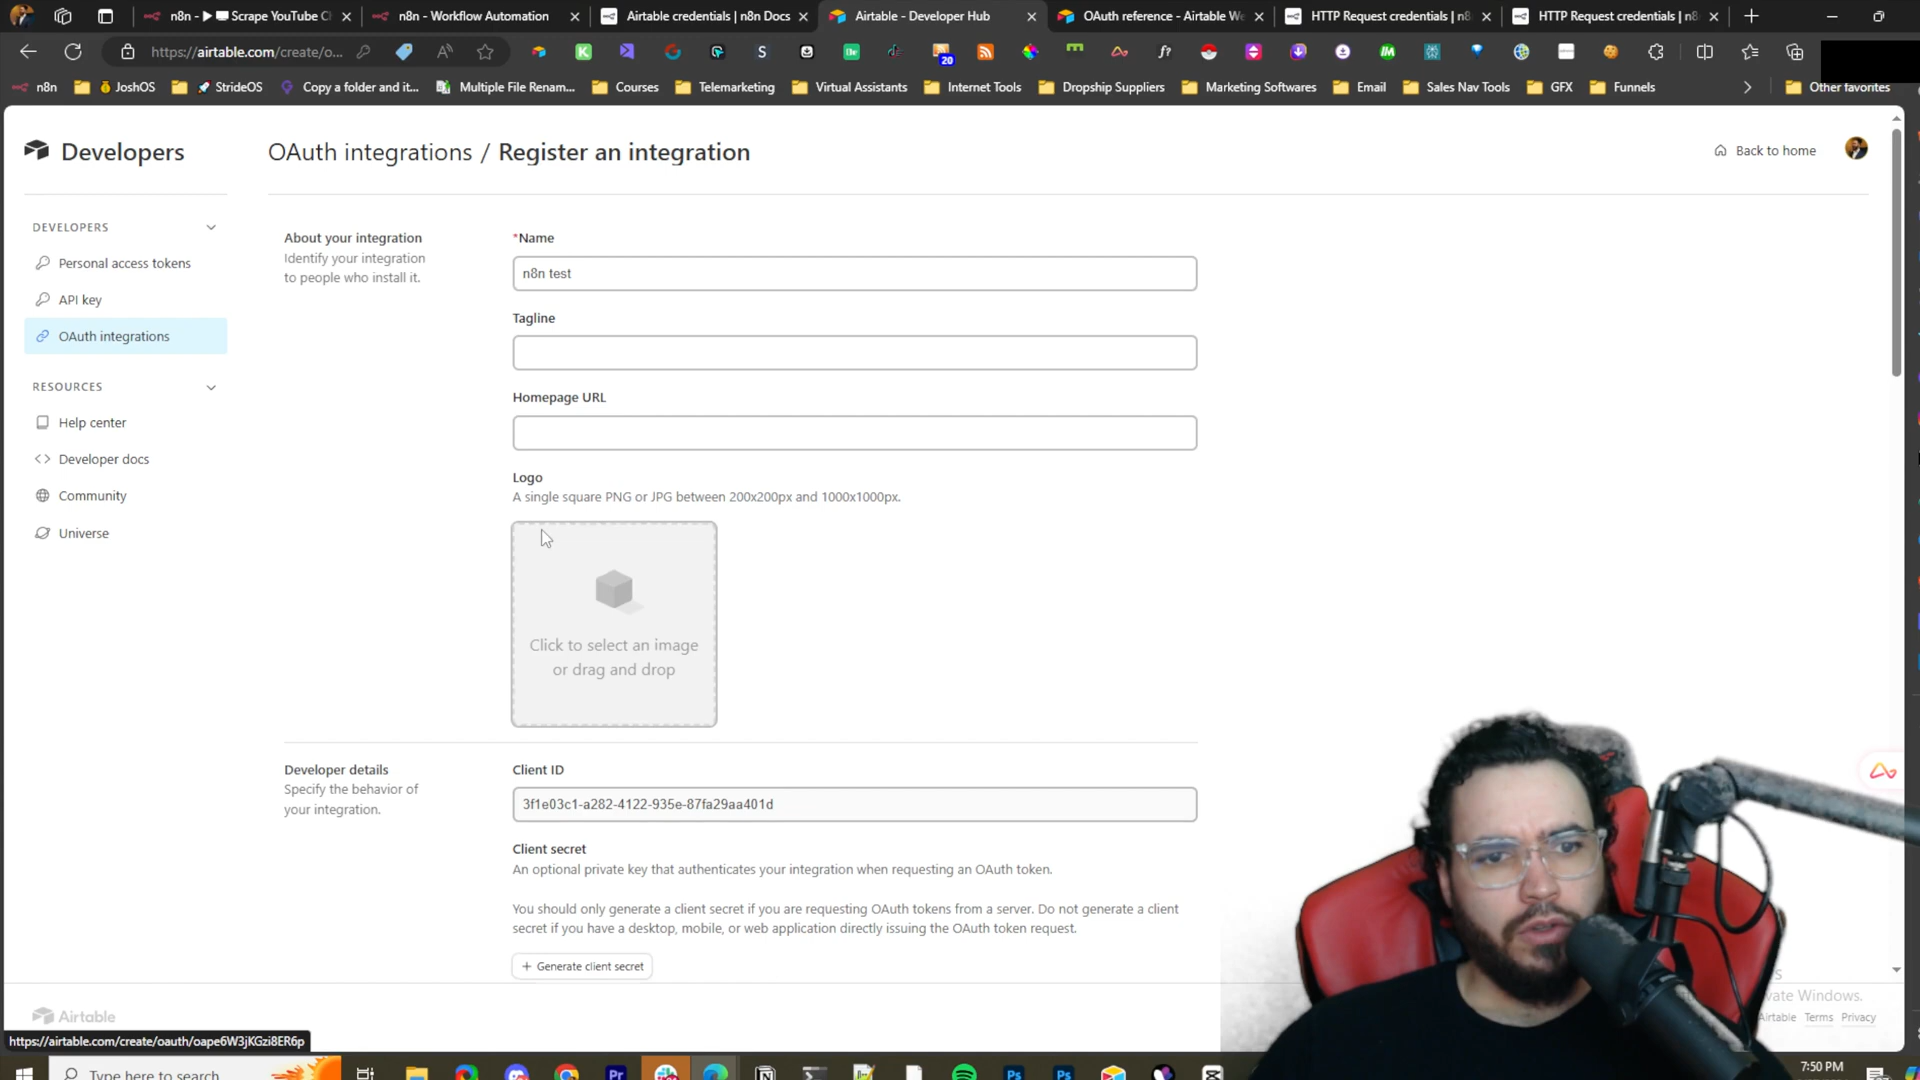 n8n - ▶ Scrape YouTube C
n8n - Workflow Automation
Airtable credentials | n8n Docs
Airtable - Developer Hub
OAuth reference - Airtable We
HTTP Request credentials | n8
HTTP Request credentials | n8
https://airtable.com/create/o...
20
n8n
JoshOS
StrideOS
Copy a folder and it...
Multiple File Renam...
Courses
Telemarketing
Virtual Assistants
Internet Tools
Dropship Suppliers
Marketing Softwares
Email
Sales Nav Tools
GFX
Funnels
Other favorites
Developers
OAuth integrations / Register an integration
Back to home
DEVELOPERS
Personal access tokens
API key
OAuth integrations
RESOURCES
Help center
Developer docs
Community
Universe
About your integration
Identify your integration
to people who install it.
*Name
n8n test
Tagline
Homepage URL
Logo
A single square PNG or JPG between 200x200px and 1000x1000px.
Click to select an image
or drag and drop
Developer details
Specify the behavior of
your integration.
Client ID
3f1e03c1-a282-4122-935e-87fa29aa401d
Client secret
An optional private key that authenticates your integration when requesting an OAuth token.
You should only generate a client secret if you are requesting OAuth tokens from a server. Do not generate a client
secret if you have a desktop, mobile, or web application directly issuing the OAuth token request.
+ Generate client secret
Windows.
Airtable
Airtable Terms Privacy
https://airtable.com/create/oauth/oape6W3jKGzi8ER6p
Type here to search
7:50 PM